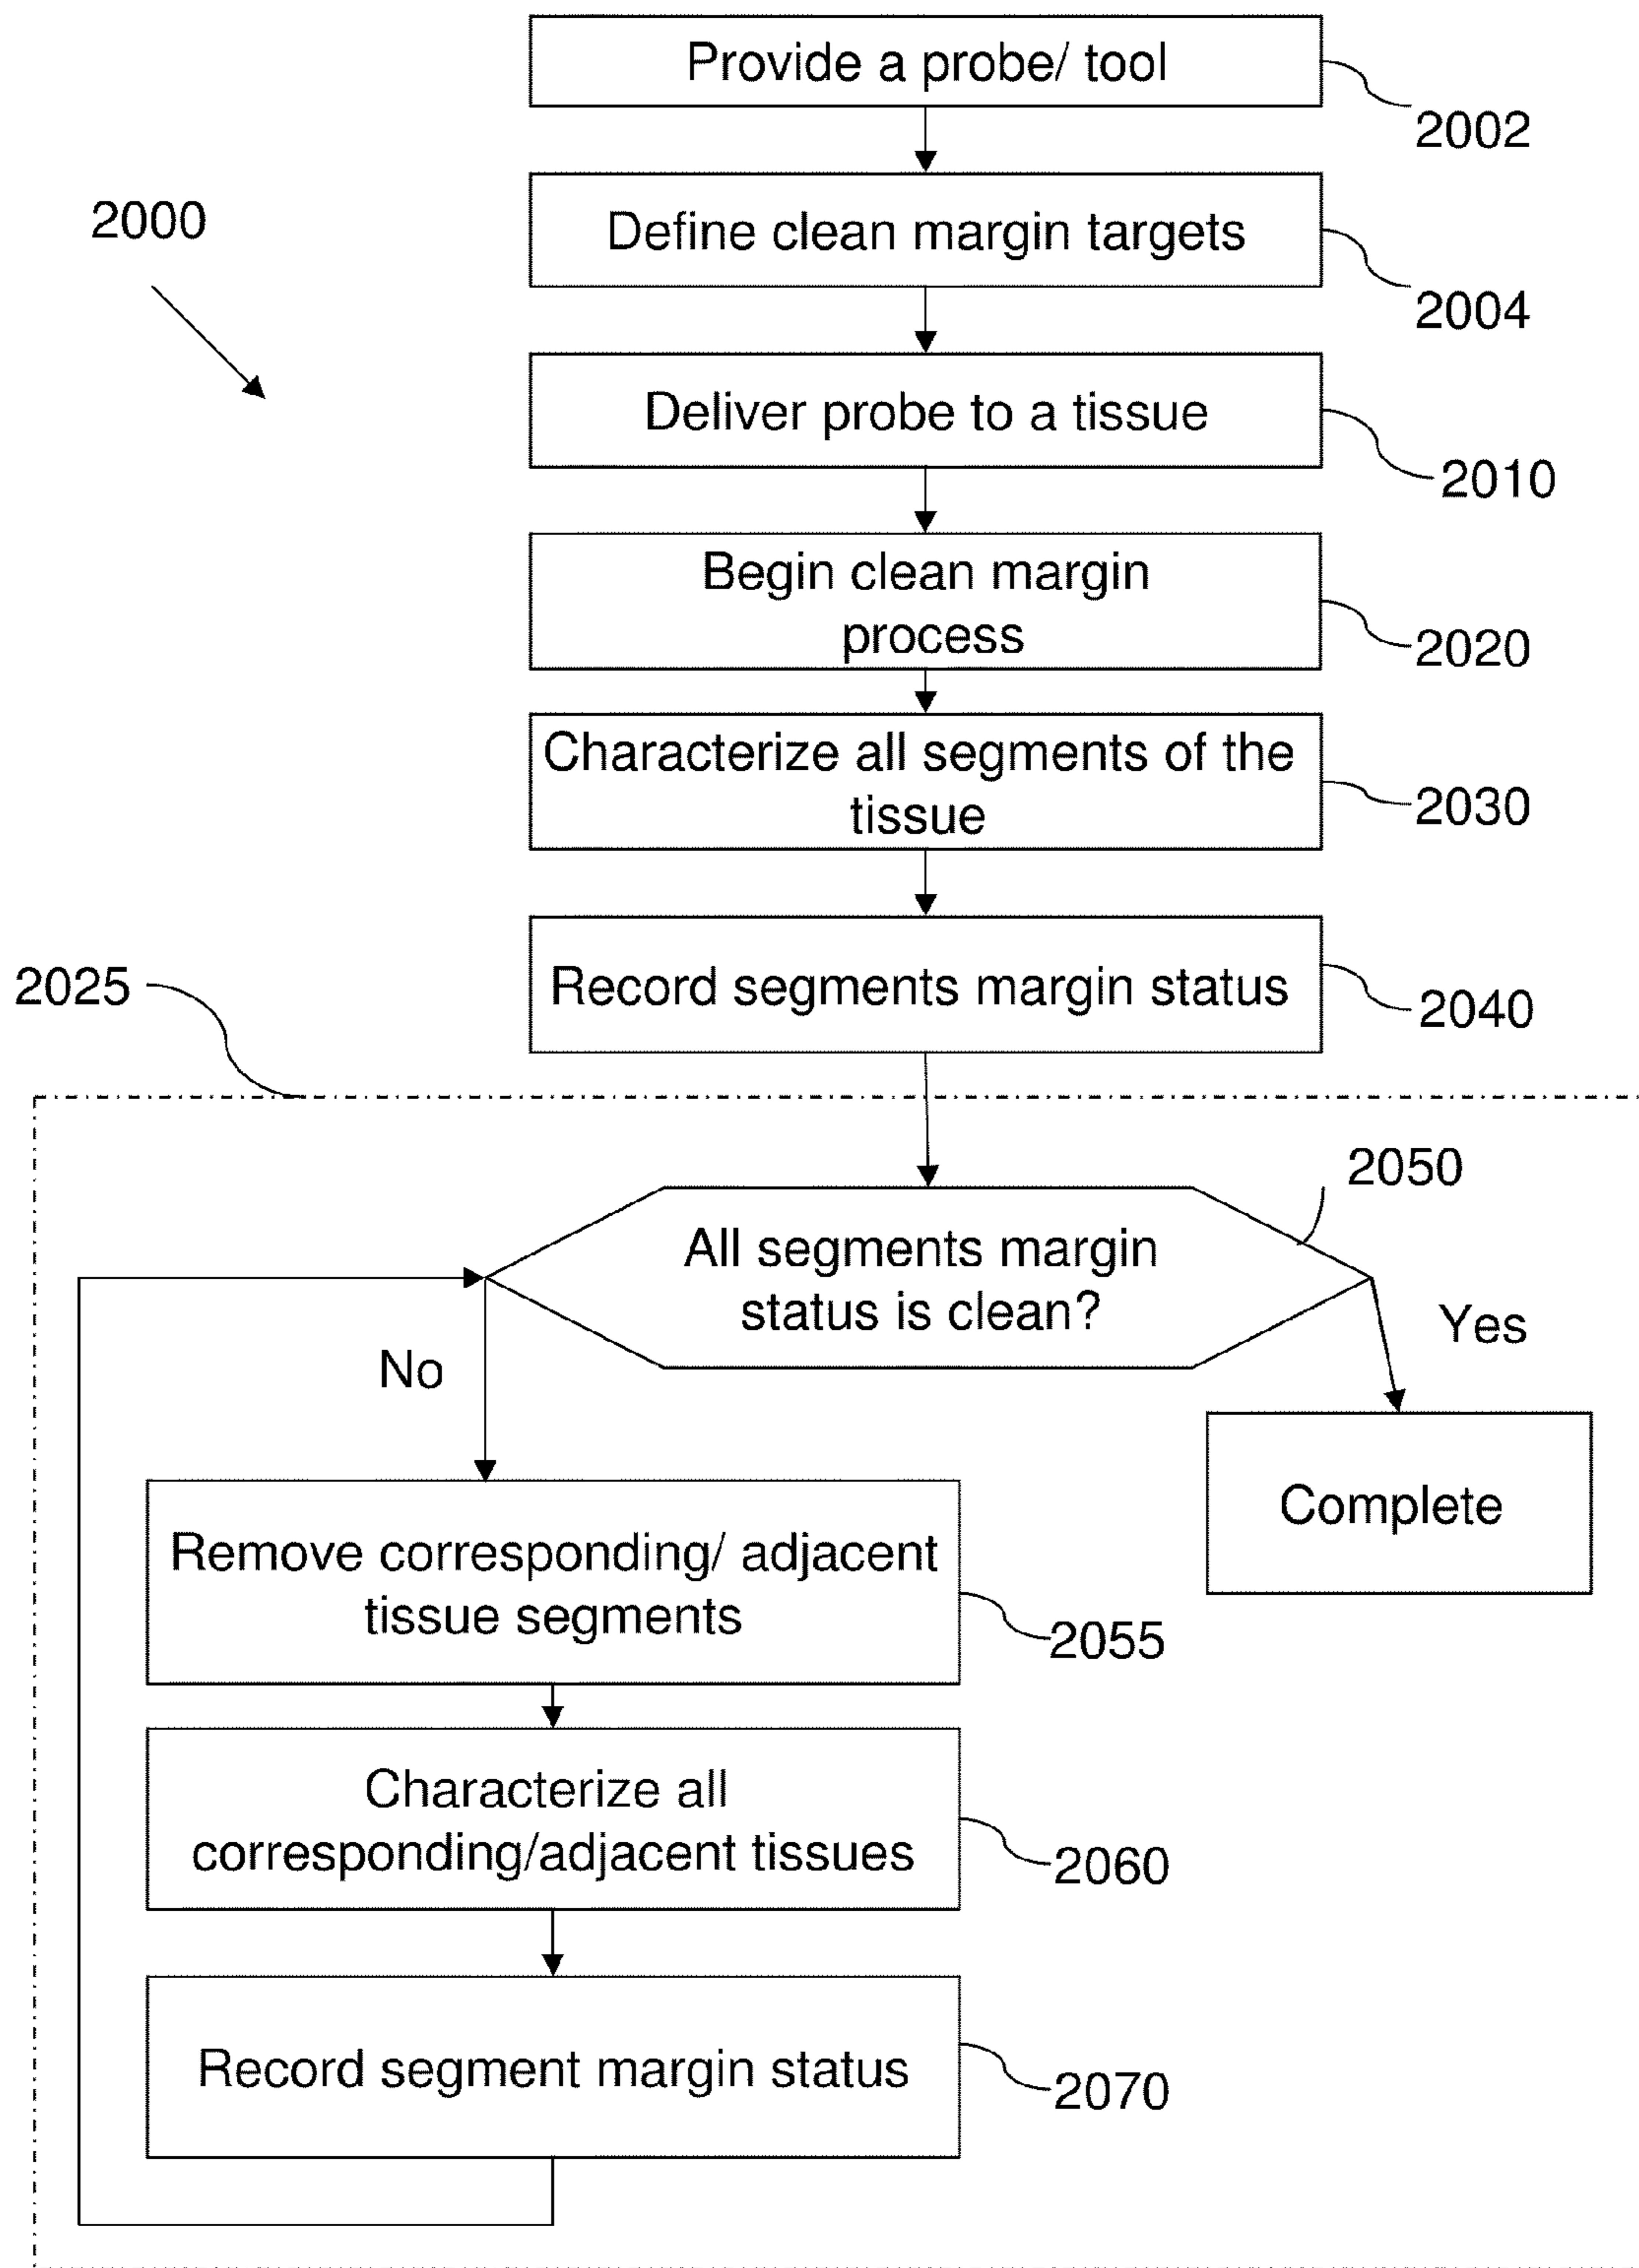 Provide a probe/ tool
2002
2000
Define clean margin targets
2004
Deliver probe to a tissue
2010
Begin clean margin
process
2020
Characterize all segments of the
tissue
2030
Record segments margin status
2040
2025
2050
All segments margin
status is clean?
Yes
No
Complete
Remove corresponding/ adjacent
tissue segments
2055
Characterize all
corresponding/adjacent tissues
2060
Record segment margin status
2070